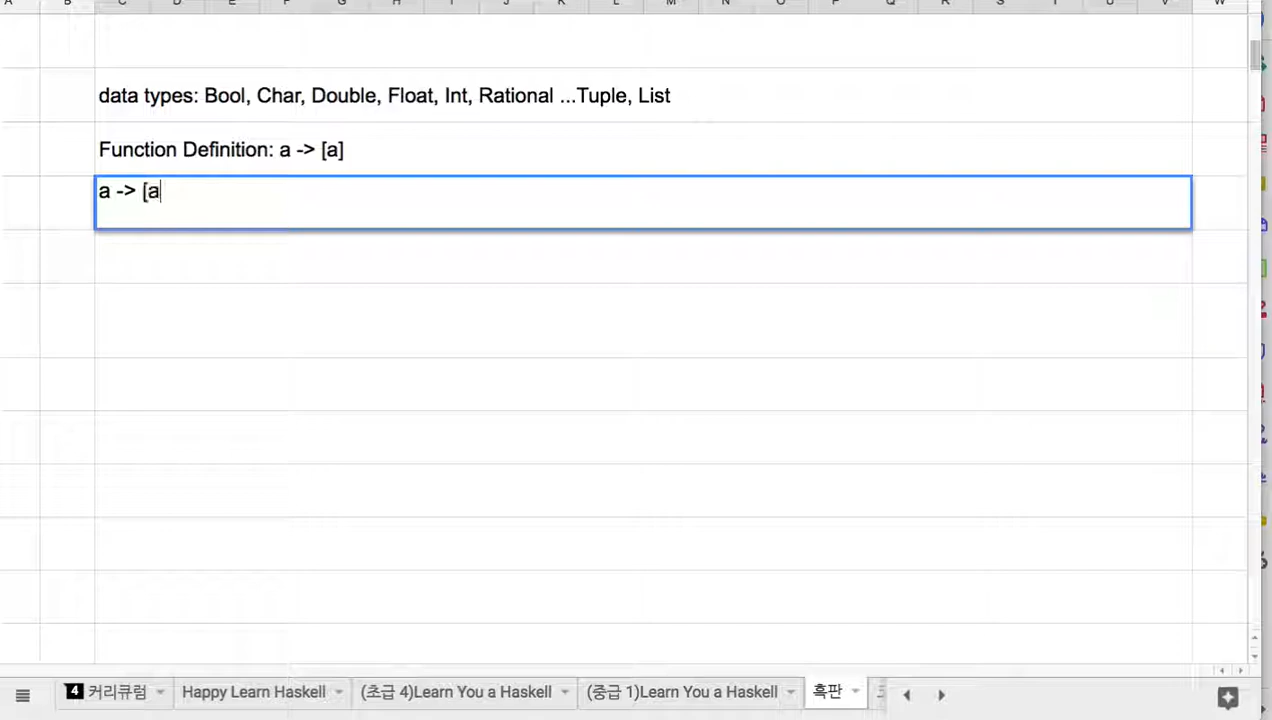 data types: Bool, Char, Double, Float, Int, Rational ...Tuple, List
Function Definition: a -> [a]
a -> [a
4 커리큘럼
Happy Learn Haskell
(초급 4)Learn You a Haskell
(중급 1)Learn You a Haskell
흑판